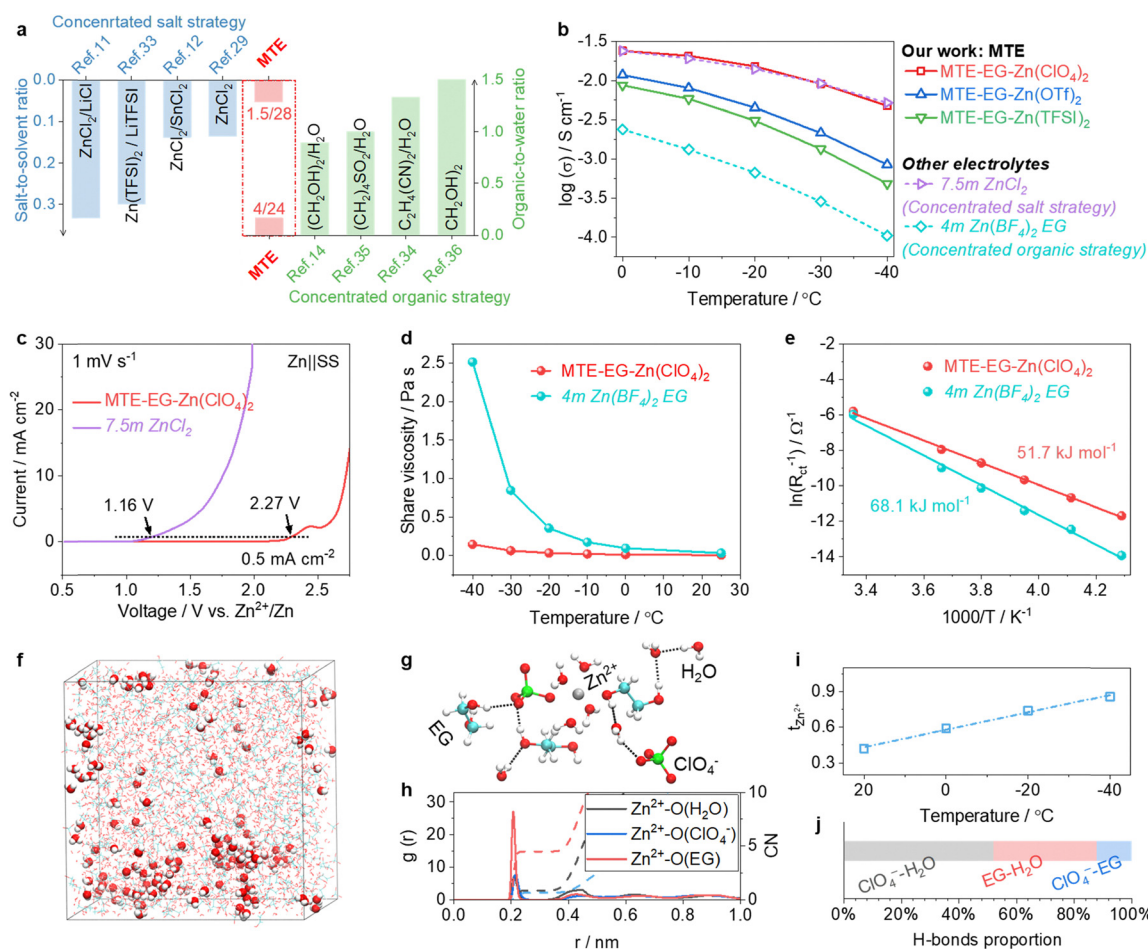 a
Concenrtated salt strategy
Ref.11
Ref.33
Ref.12
Ref.29
MTE
Salt-to-solvent ratio
0.0
0.1
0.2
0.3
ZnCl2/LiCl
Zn(TFSI)2 / LiTFSI
ZnCl2/SnCl2
ZnCl2
1.5/28
4/24
(CH2OH)2/H2O
(CH2)4SO2/H2O
C2H4(CN)2/H2O
CH2OH)2
1.5
1.0
0.5
0.0
Organic-to-water ratio
MTE
Ref.14
Ref.35
Ref.34
Ref.36
Concentrated organic strategy
b
log (σ) / S cm-1
-1.5
-2.0
-2.5
-3.0
-3.5
-4.0
0
-10
-20
-30
-40
Temperature / °C
Our work: MTE
MTE-EG-Zn(ClO4)2
MTE-EG-Zn(OTf)2
MTE-EG-Zn(TFSI)2
Other electrolytes
7.5m ZnCl2
(Concentrated salt strategy)
4m Zn(BF4)2 EG
(Concentrated organic strategy)
c
1 mV s-1
Zn||SS
MTE-EG-Zn(ClO4)2
7.5m ZnCl2
1.16 V
2.27 V
0.5 mA cm-2
Current / mA cm-2
30
20
10
0
0.5
1.0
1.5
2.0
2.5
Voltage / V vs. Zn2+/Zn
d
MTE-EG-Zn(ClO4)2
4m Zn(BF4)2 EG
Share viscosity / Pa s
2.5
2.0
1.5
1.0
0.5
0.0
-40
-30
-20
-10
0
10
20
30
Temperature / °C
e
MTE-EG-Zn(ClO4)2
4m Zn(BF4)2 EG
51.7 kJ mol-1
68.1 kJ mol-1
ln(Rct-1) / Ω-1
-2
-4
-6
-8
-10
-12
-14
3.4
3.6
3.8
4.0
4.2
1000/T / K-1
f
g
Zn2+
H2O
EG
ClO4-
h
Zn2+-O(H2O)
Zn2+-O(ClO4-)
Zn2+-O(EG)
g (r)
30
20
10
0
10
5
0
CN
0.0
0.2
0.4
0.6
0.8
1.0
r / nm
i
tZn2+
0.9
0.6
0.3
20
0
-20
-40
Temperature / °C
j
ClO4--H2O
EG-H2O
ClO4--EG
0%
20%
40%
60%
80%
100%
H-bonds proportion